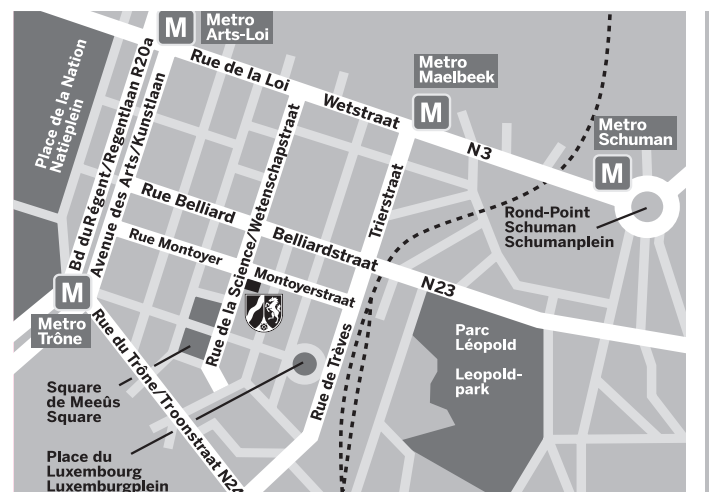 M
Metro
Arts-Loi
Place de la Nation
Natieplein
Bd du Régent/Regentlaan R20a
Avenue des Arts/Kunstlaan
Rue de la Loi
Wetstraat
Metro
Maelbeek
M
N3
Metro
Schuman
M
Rond-Point
Schuman
Schumanplein
Rue Belliard
Belliardstraat
N23
Rue Montoyer
Montoyerstraat
Rue de la Science/Wetenschapstraat
Trierstraat
Rue de Trèves
M
Metro
Trône
Rue du Trône/Troonstraat N24
Parc
Léopold
Leopold-
park
Square
de Meeûs
Square
Place du
Luxembourg
Luxemburgplein